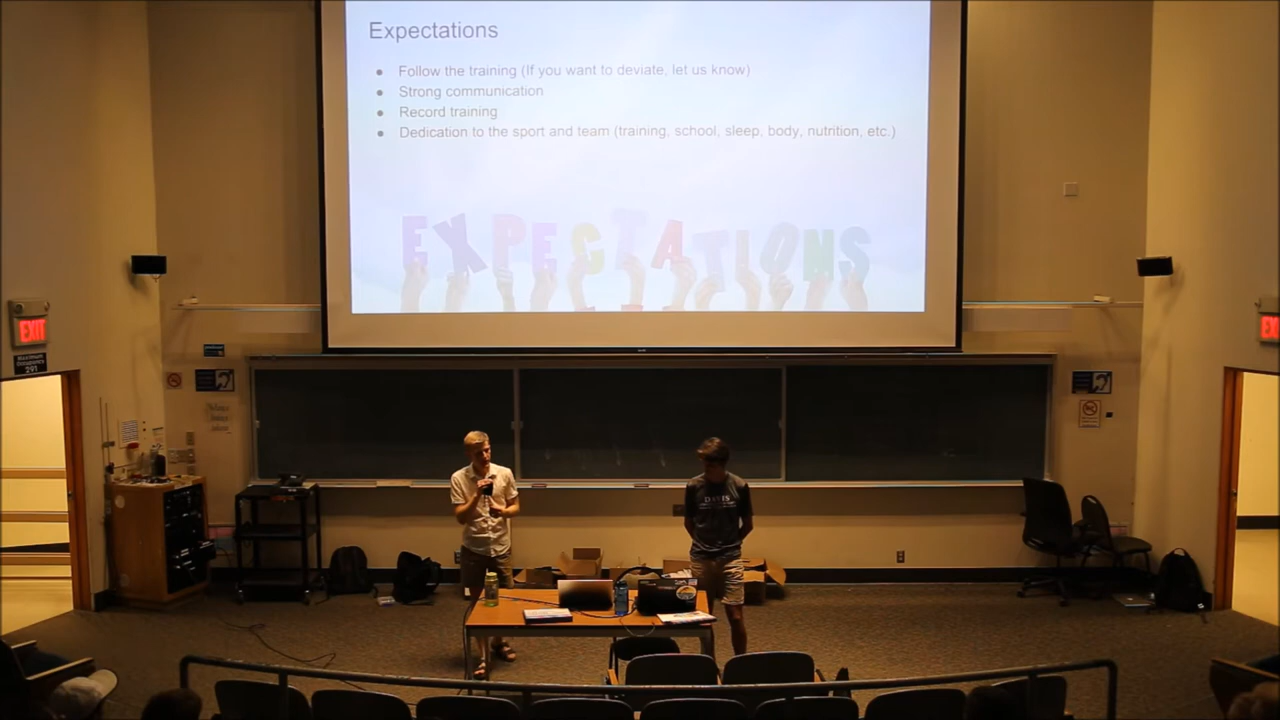 Expectations
Follow the training (If you want to deviate, let us know)
Strong communication
Record training
Dedication to the sport and team (training, school, sleep, body, nutrition, etc.)
EXPECTATIONS
EXIT
291
DAVIS